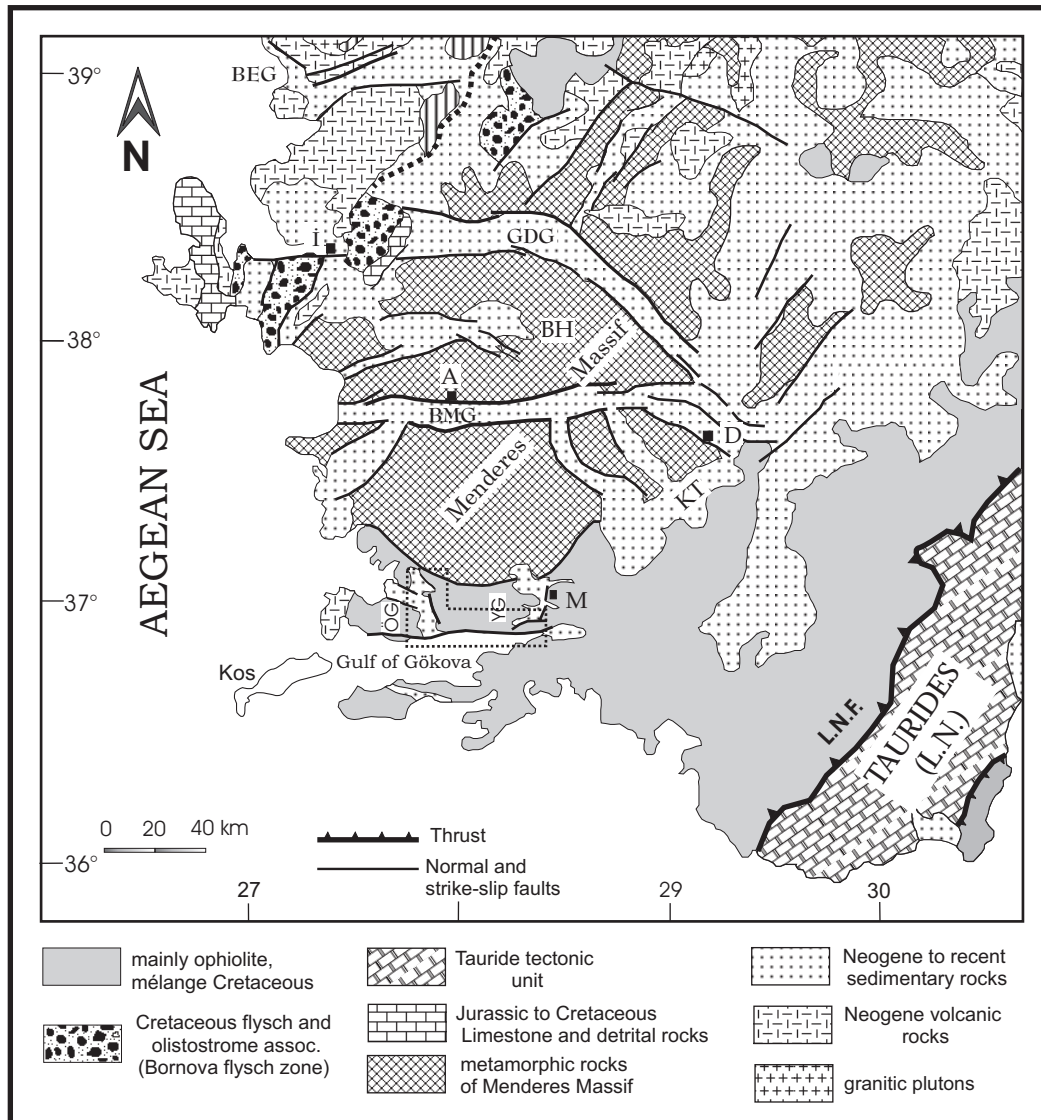 39°
BEG
N
İ.
GDG
38°
BH
Massif
A
BMG
AEGEAN SEA
D
Menderes
KT
37°
OG
YG
M
Gulf of Gökova
Kos
L.N.F.
TAURIDES
(L.N.)
0 20 40 km
Thrust
Normal and
strike-slip faults
36°
27 29 30
mainly ophiolite,
mélange Cretaceous
Cretaceous flysch and
olistostrome assoc.
(Bornova flysch zone)
Tauride tectonic
unit
Jurassic to Cretaceous
Limestone and detrital rocks
metamorphic rocks
of Menderes Massif
Neogene to recent
sedimentary rocks
Neogene volcanic
rocks
granitic plutons